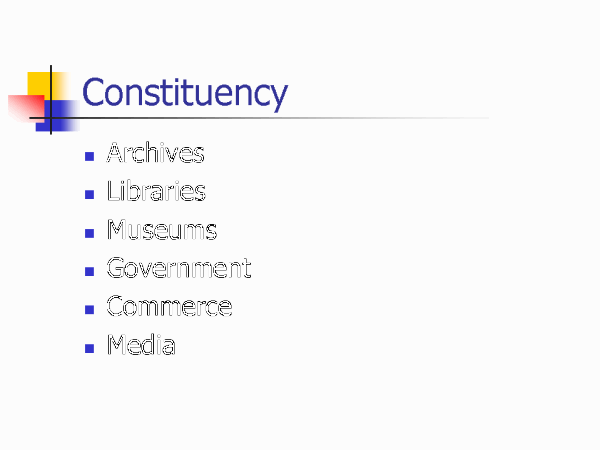 Constituency
Archives
Libraries
Museums
Government
Commerce
Media